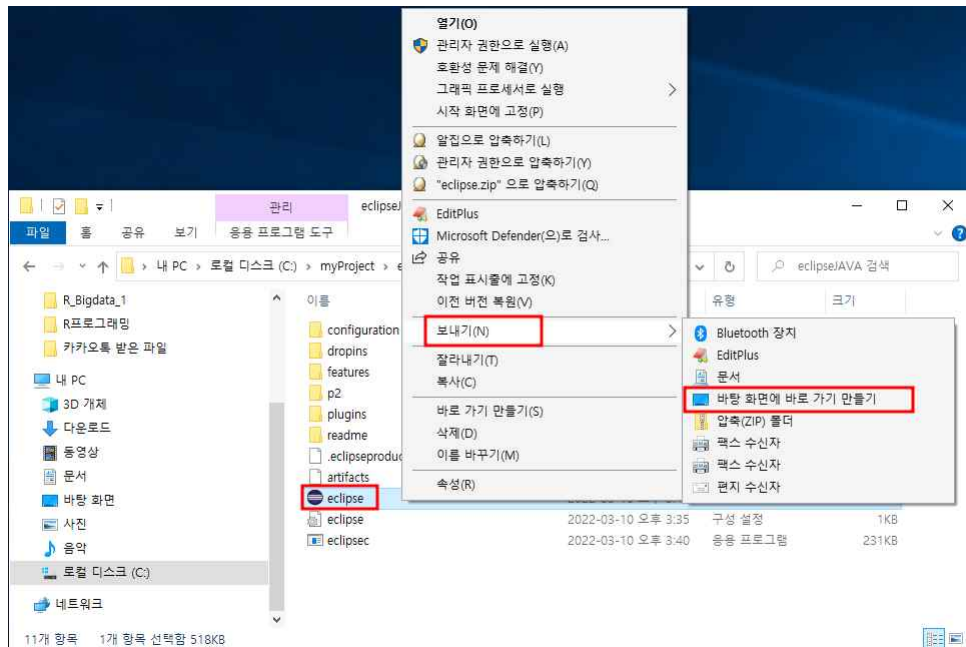 열기(O)
관리자 권한으로 실행(A)
호환성 문제 해결(Y)
그래픽 프로세서로 실행
시작 화면에 고정(P)
알집으로 압축하기(L)
관리자 권한으로 압축하기(Y)
"eclipse.zip" 으로 압축하기(Q)
EditPlus
Microsoft Defender(으)로 검사...
공유
작업 표시줄에 고정(K)
이전 버전 복원(V)
보내기(N)
잘라내기(T)
복사(C)
바로 가기 만들기(S)
삭제(D)
이름 바꾸기(M)
속성(R)
Bluetooth 장치
EditPlus
문서
바탕 화면에 바로 가기 만들기
압축(ZIP) 폴더
팩스 수신자
팩스 수신자
편지 수신자
관리
파일 홈 공유 보기 응용 프로그램 도구
내 PC › 로컬 디스크 (C:) › myProject ›
eclipseJAVA 검색
R_Bigdata_1
R프로그래밍
카카오톡 받은 파일
내 PC
3D 개체
다운로드
동영상
문서
바탕 화면
사진
음악
로컬 디스크 (C:)
네트워크
이름 유형 크기
configuration
dropins
features
p2
plugins
readme
artifacts
eclipse
eclipse 2022-03-10 오후 3:35 구성 설정 1KB
eclipsec 2022-03-10 오후 3:40 응용 프로그램 231KB
11개 항목 1개 항목 선택함 518KB